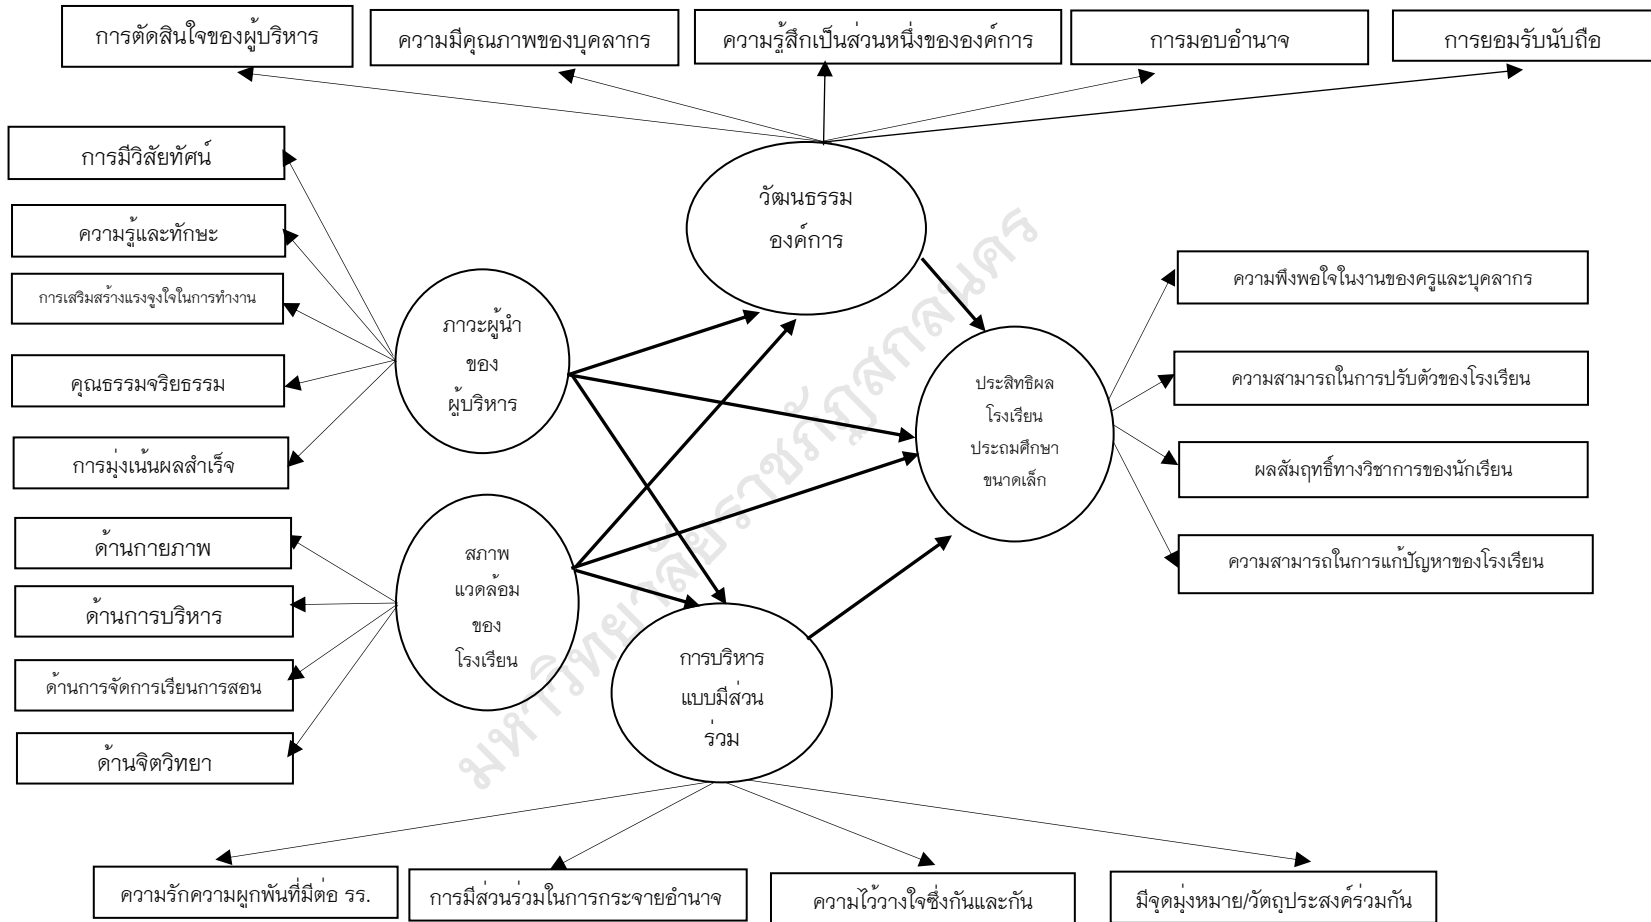 การตัดสินใจของผู้บริหาร
ความมีคุณภาพของบุคลากร
ความรู้สึกเป็นส่วนหนึ่งขององค์การ
การมอบอำนาจ
การยอมรับนับถือ
การมีวิสัยทัศน์
ความรู้และทักษะ
การเสริมสร้างแรงจูงใจในการทำงาน
คุณธรรมจริยธรรม
การมุ่งเน้นผลสำเร็จ
ด้านกายภาพ
ด้านการบริหาร
ด้านการจัดการเรียนการสอน
ด้านจิตวิทยา
ภาวะผู้นำ
ของ
ผู้บริหาร
สภาพ
แวดล้อม
ของ
โรงเรียน
วัฒนธรรม
องค์การ
การบริหาร
แบบมีส่วน
ร่วม
ประสิทธิผล
โรงเรียน
ประถมศึกษา
ขนาดเล็ก
ความพึงพอใจในงานของครูและบุคลากร
ความสามารถในการปรับตัวของโรงเรียน
ผลสัมฤทธิ์ทางวิชาการของนักเรียน
ความสามารถในการแก้ปัญหาของโรงเรียน
ความรักความผูกพันที่มีต่อ รร.
การมีส่วนร่วมในการกระจายอำนาจ
ความไว้วางใจซึ่งกันและกัน
มีจุดมุ่งหมาย/วัตถุประสงค์ร่วมกัน
มหาวิทยาลัยราชภัฏสกลนคร